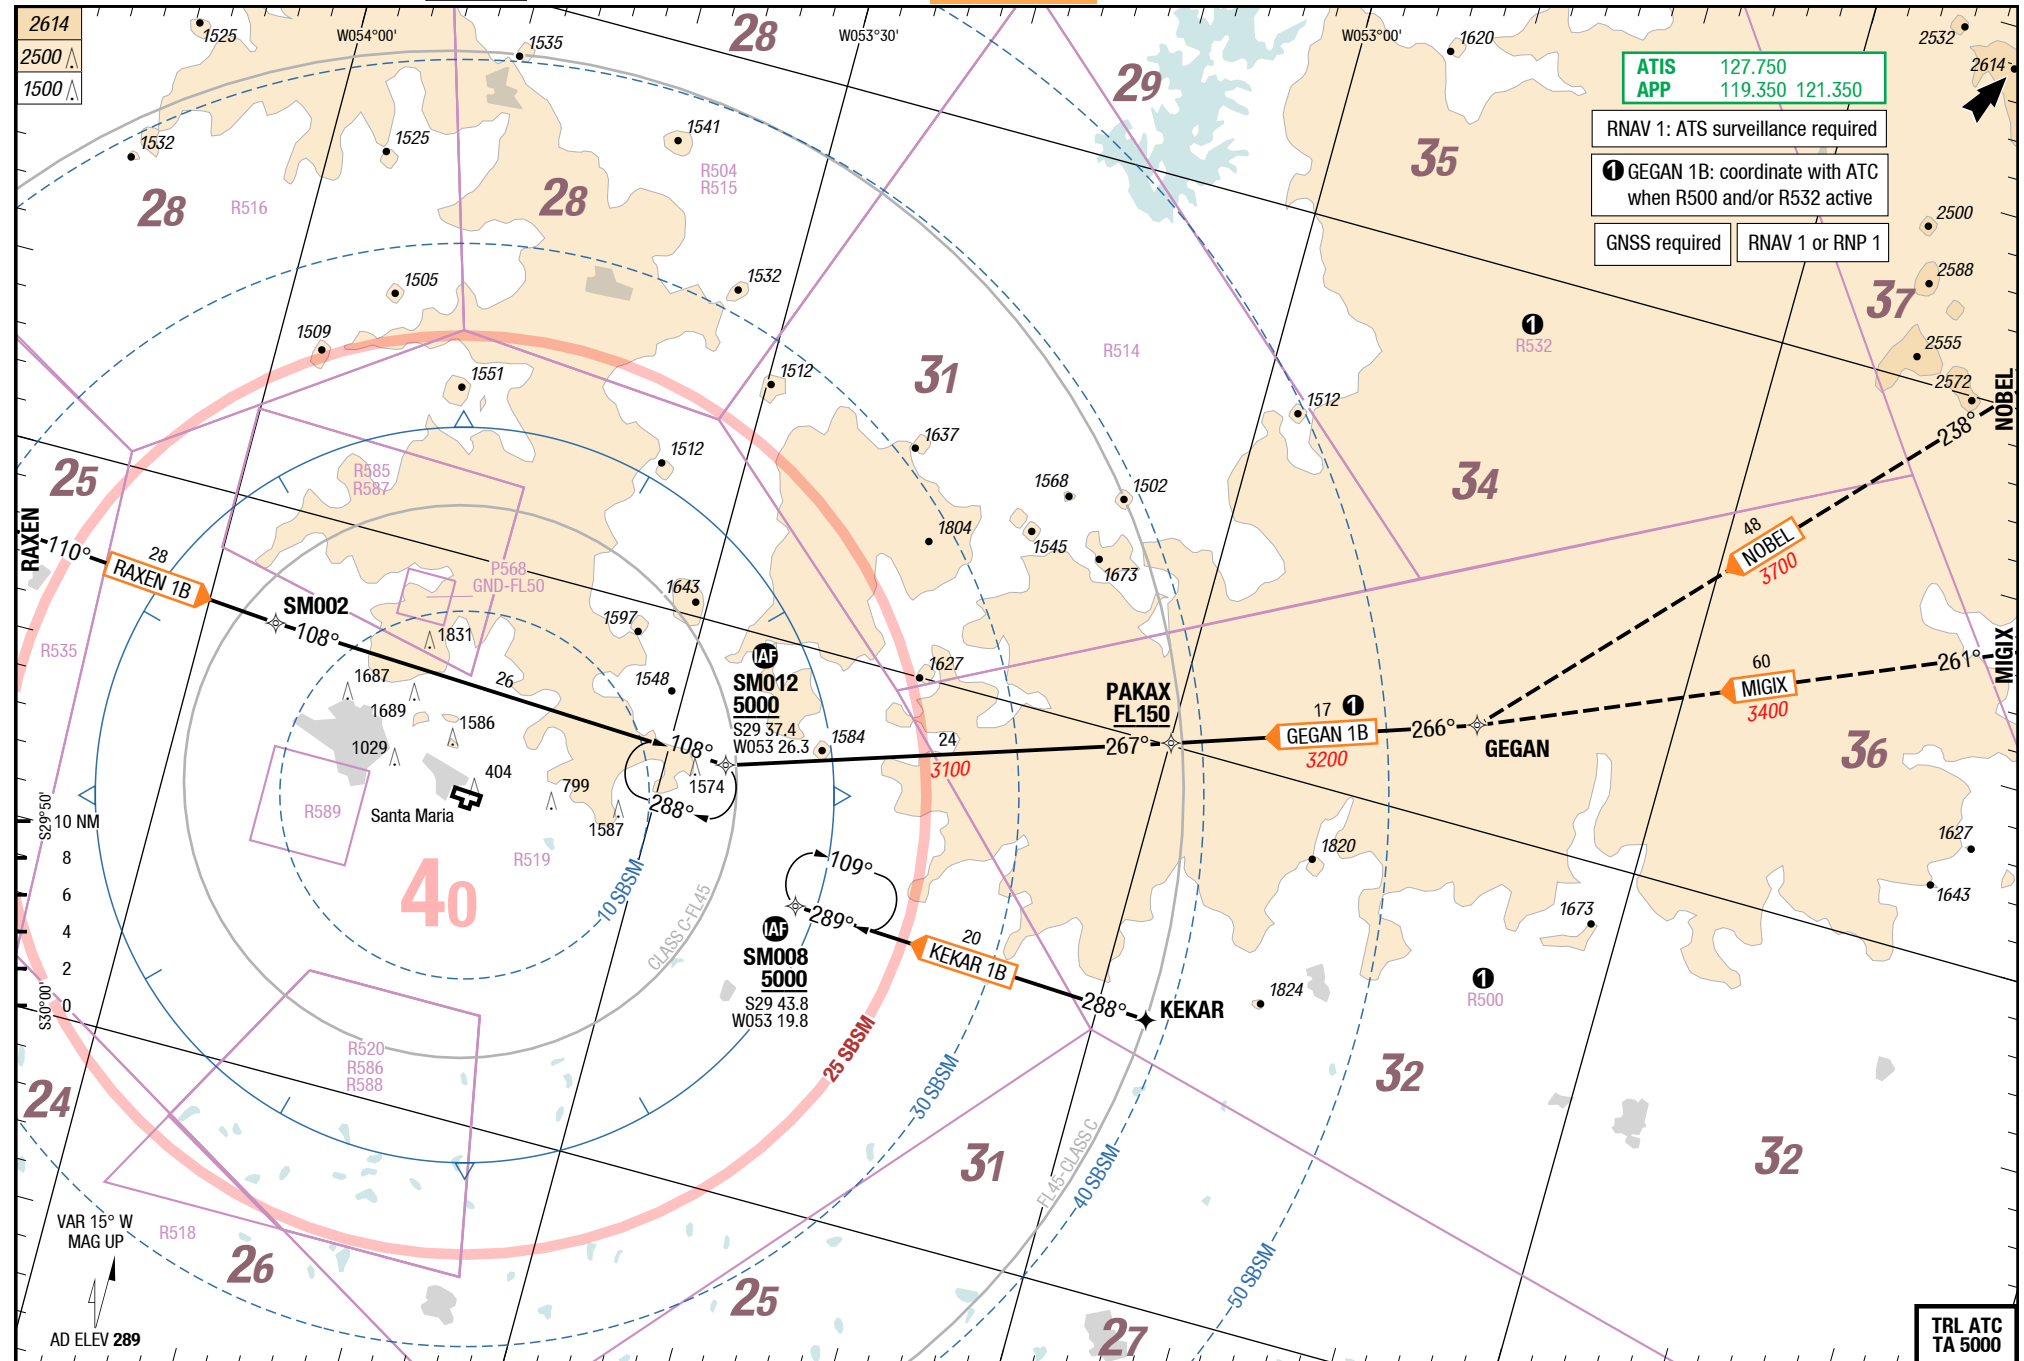 2614
2500
1500
1525
W054°00'
1535
28
W053°30'
29
W053°00'
1620
2532
2614
ATIS 127.750
APP 119.350 121.350
RNAV 1: ATS surveillance required
1 GEGAN 1B: coordinate with ATC
when R500 and/or R532 active
GNSS required
RNAV 1 or RNP 1
1532
1525
1541
R504
R515
35
28
R516
28
2500
2588
37
1505
1532
1509
1551
1512
31
R514
1
R532
2555
2572
1512
NOBEL
238°
25
R585
R587
1512
1637
1568
1502
34
1804
1545
1673
RAXEN
110°
28
RAXEN 1B
P568
GND-FL50
48
NOBEL
3700
SM002
108°
1643
1597
1831
R535
1687
1689
26
1548
IAF
SM012
5000
S29 37.4
W053 26.3
1627
PAKAX
FL150
60
MIGIX
3400
261°
MIGIX
1586
1029
108°
1584
24
3100
267°
17
1
GEGAN 1B
3200
266°
GEGAN
36
404
799
1574
288°
1587
Santa Maria
R589
S29°50'
10 NM
8
6
4
2
0
S30°00'
R519
40
10 SBSM
CLASS C-FL45
109°
289°
IAF
SM008
5000
S29 43.8
W053 19.8
20
KEKAR 1B
288°
KEKAR
1820
1627
1643
1673
1824
1
R500
R520
R586
R588
25 SBSM
30 SBSM
32
24
31
FL45-CLASS C
40 SBSM
32
VAR 15° W
MAG UP
R518
26
50 SBSM
25
27
AD ELEV 289
TRL ATC
TA 5000